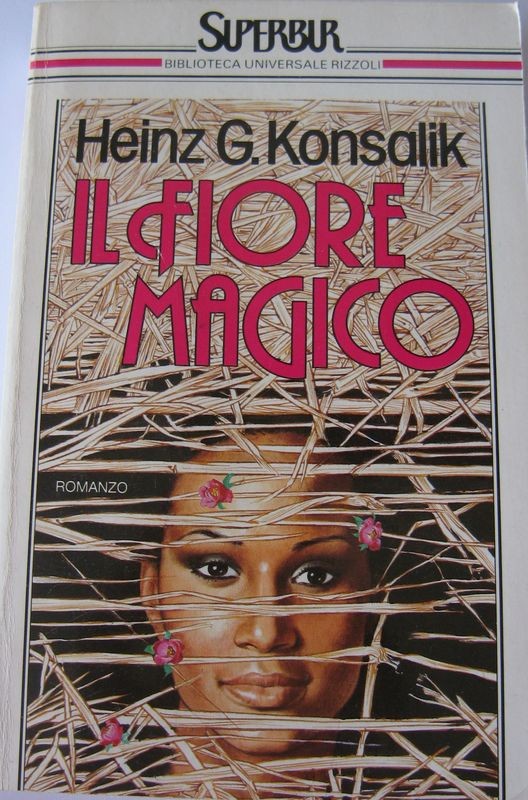 SUPERBUR
BIBLIOTECA UNIVERSALE RIZZOLI
Heinz G. Konsalik
IL FIORE
MAGICO
ROMANZO